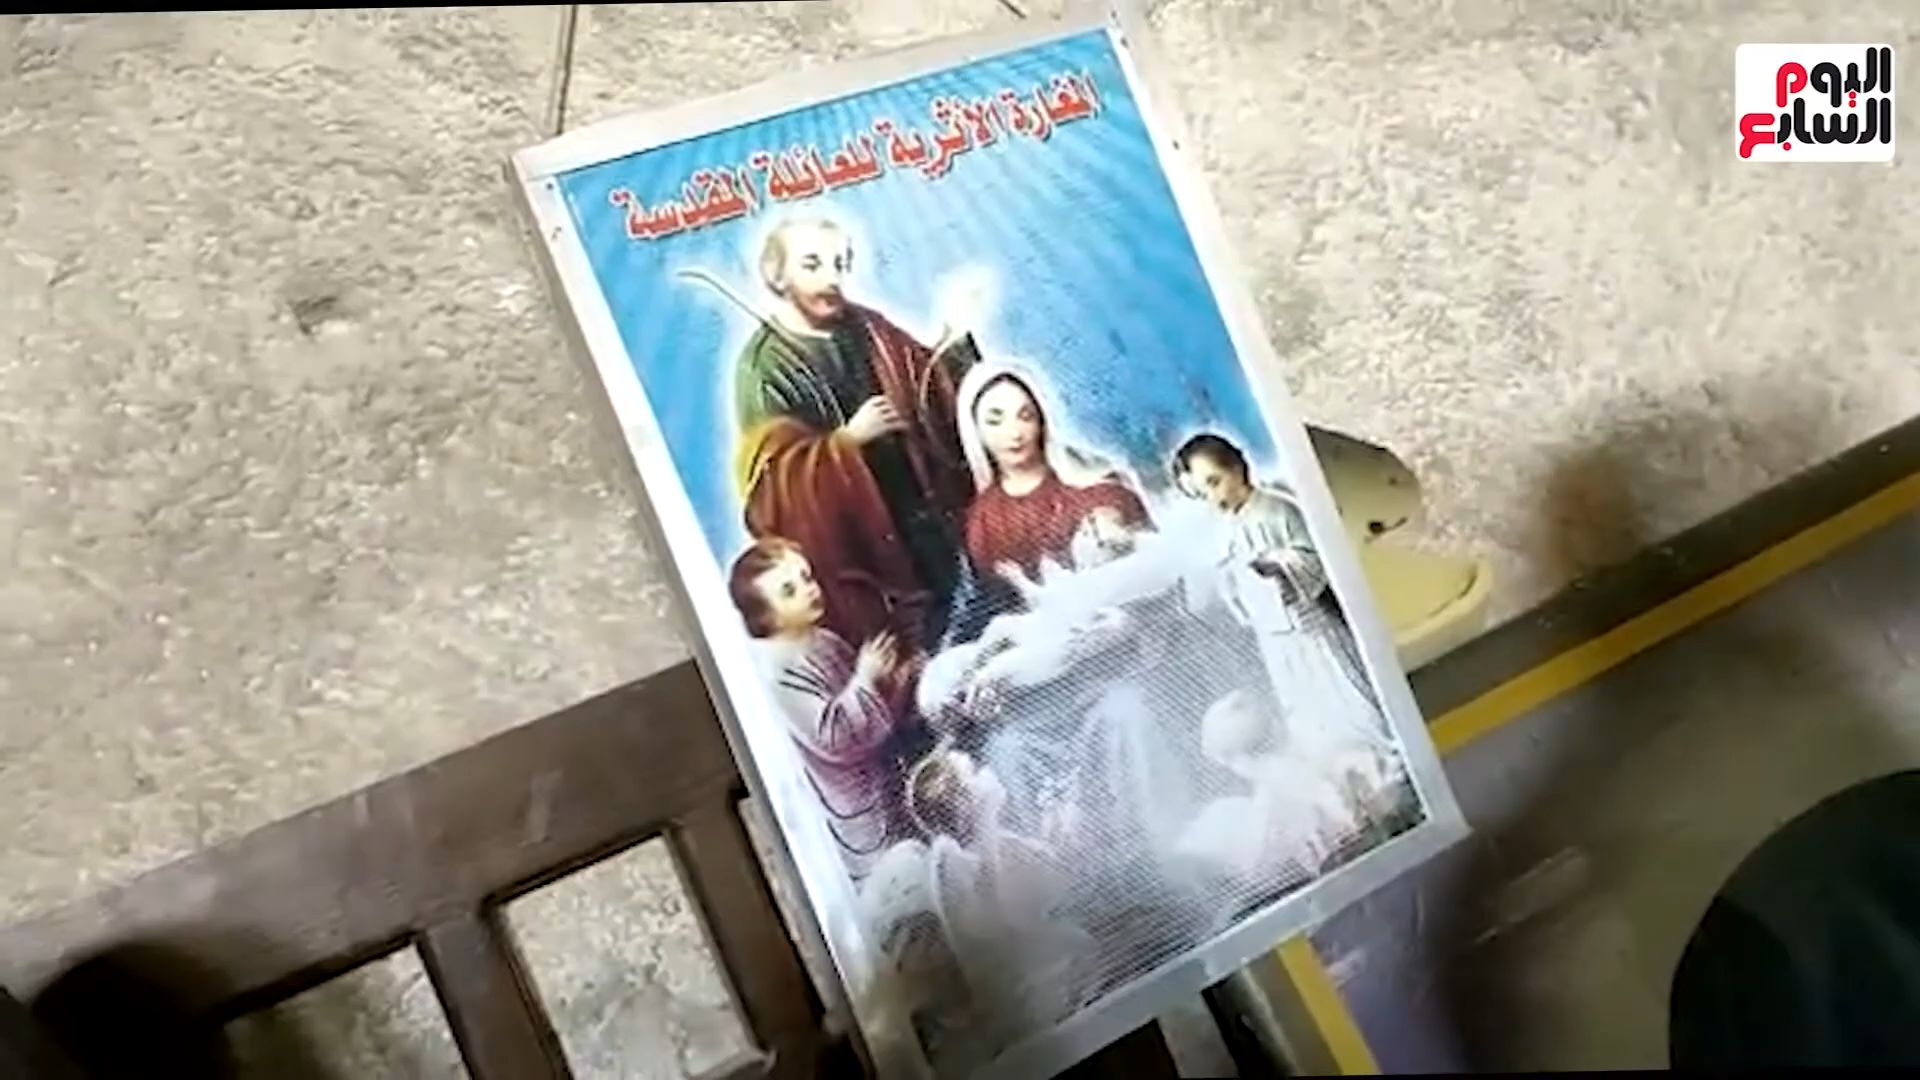 المغارة الأثرية للعائلة المقدسة
اليوم
السابع